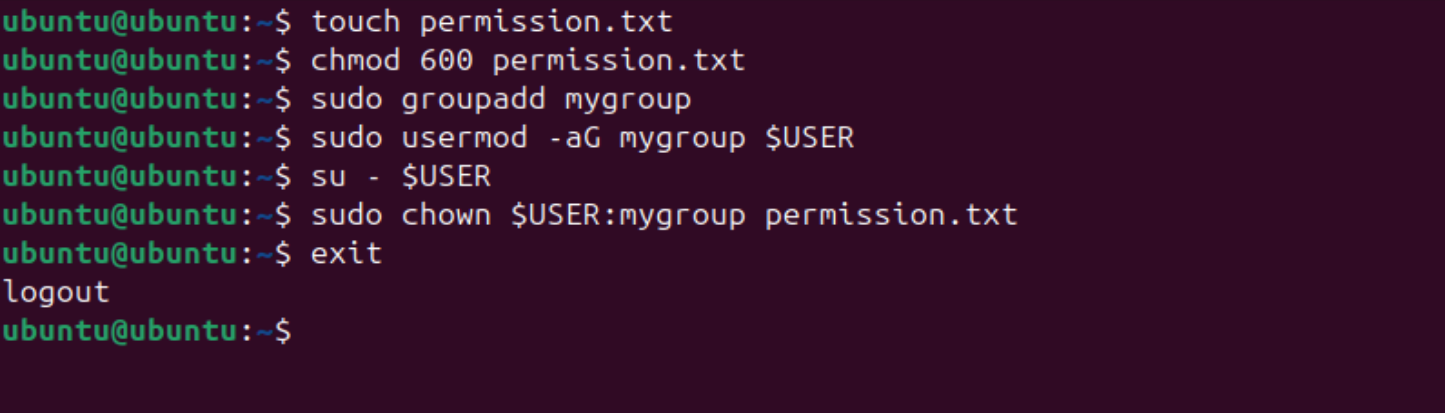 ubuntu@ubuntu:~$ touch permission.txt
ubuntu@ubuntu:~$ chmod 600 permission.txt
ubuntu@ubuntu:~$ sudo groupadd mygroup
ubuntu@ubuntu:~$ sudo usermod -aG mygroup $USER
ubuntu@ubuntu:~$ su - $USER
ubuntu@ubuntu:~$ sudo chown $USER:mygroup permission.txt
ubuntu@ubuntu:~$ exit
logout
ubuntu@ubuntu:~$